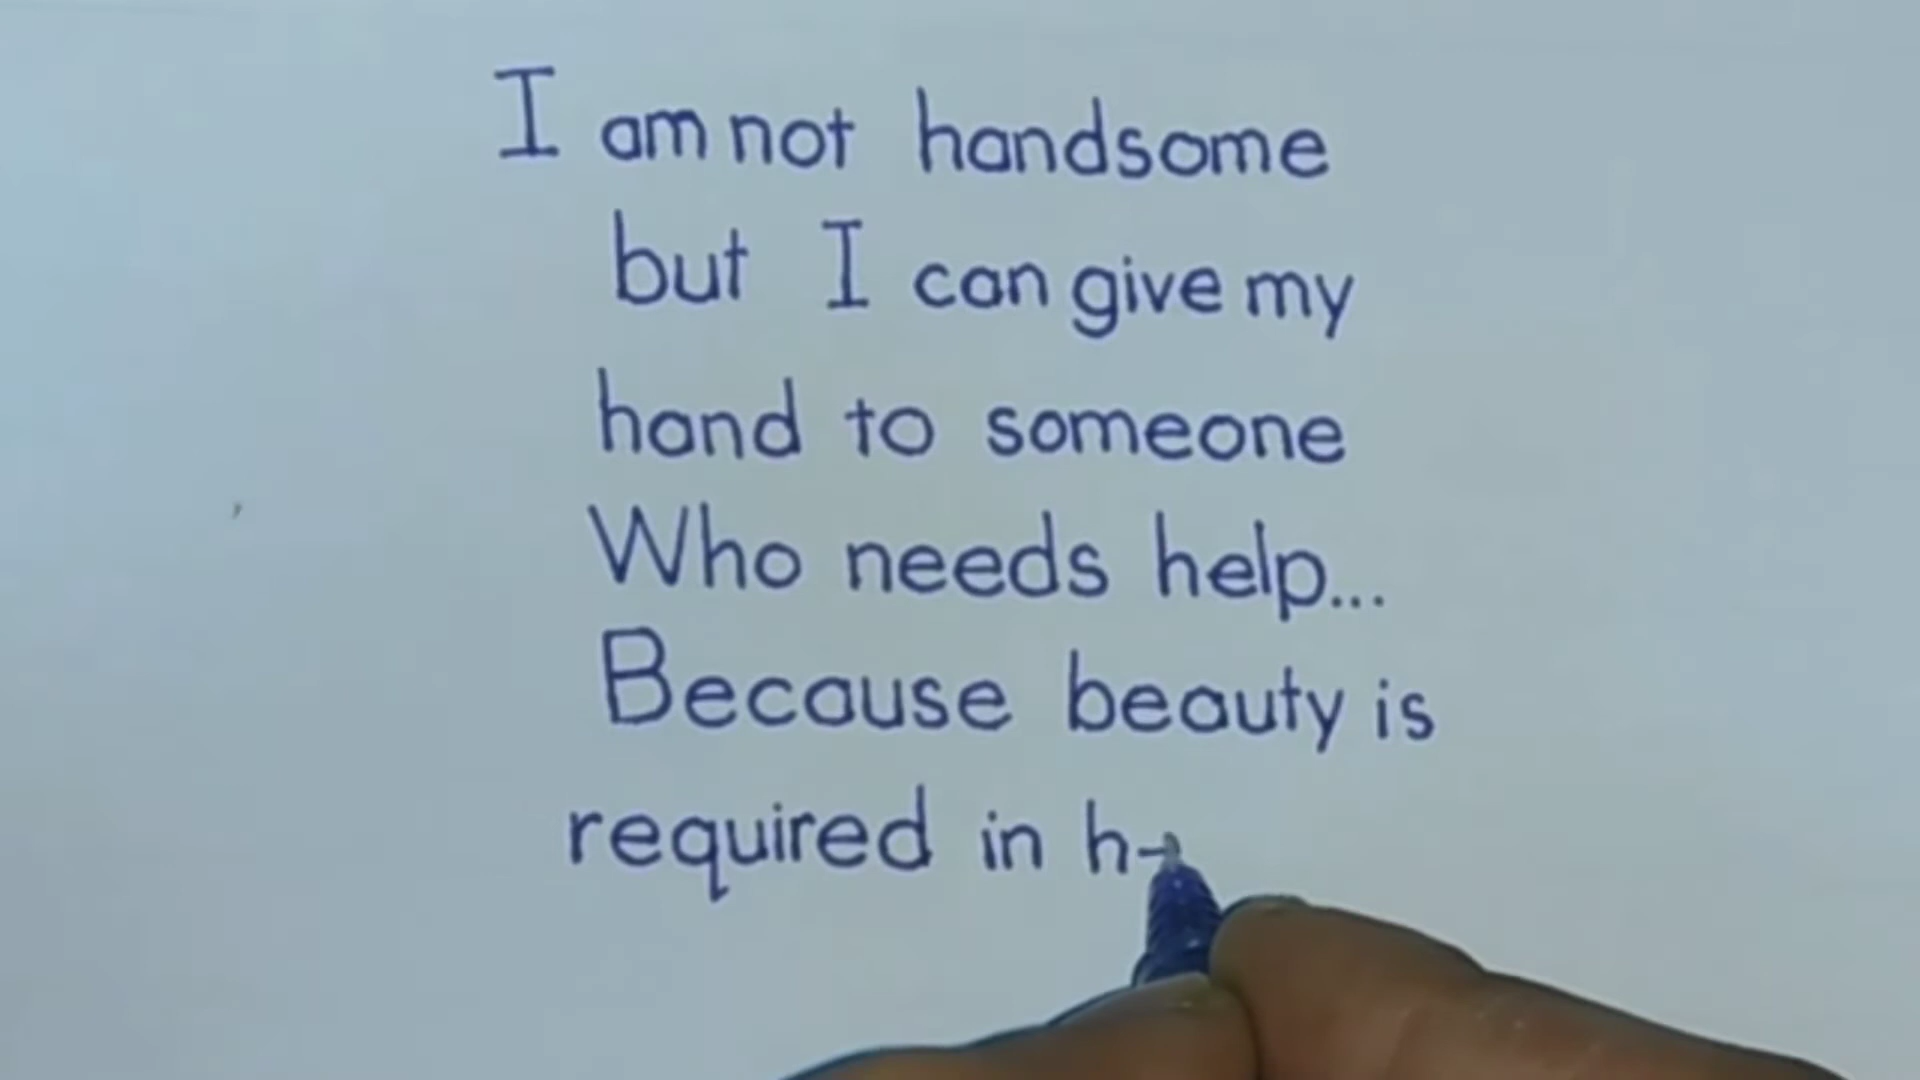 I am not handsome
but I can give my
hand to someone
Who needs help...
Because beauty is
required in h